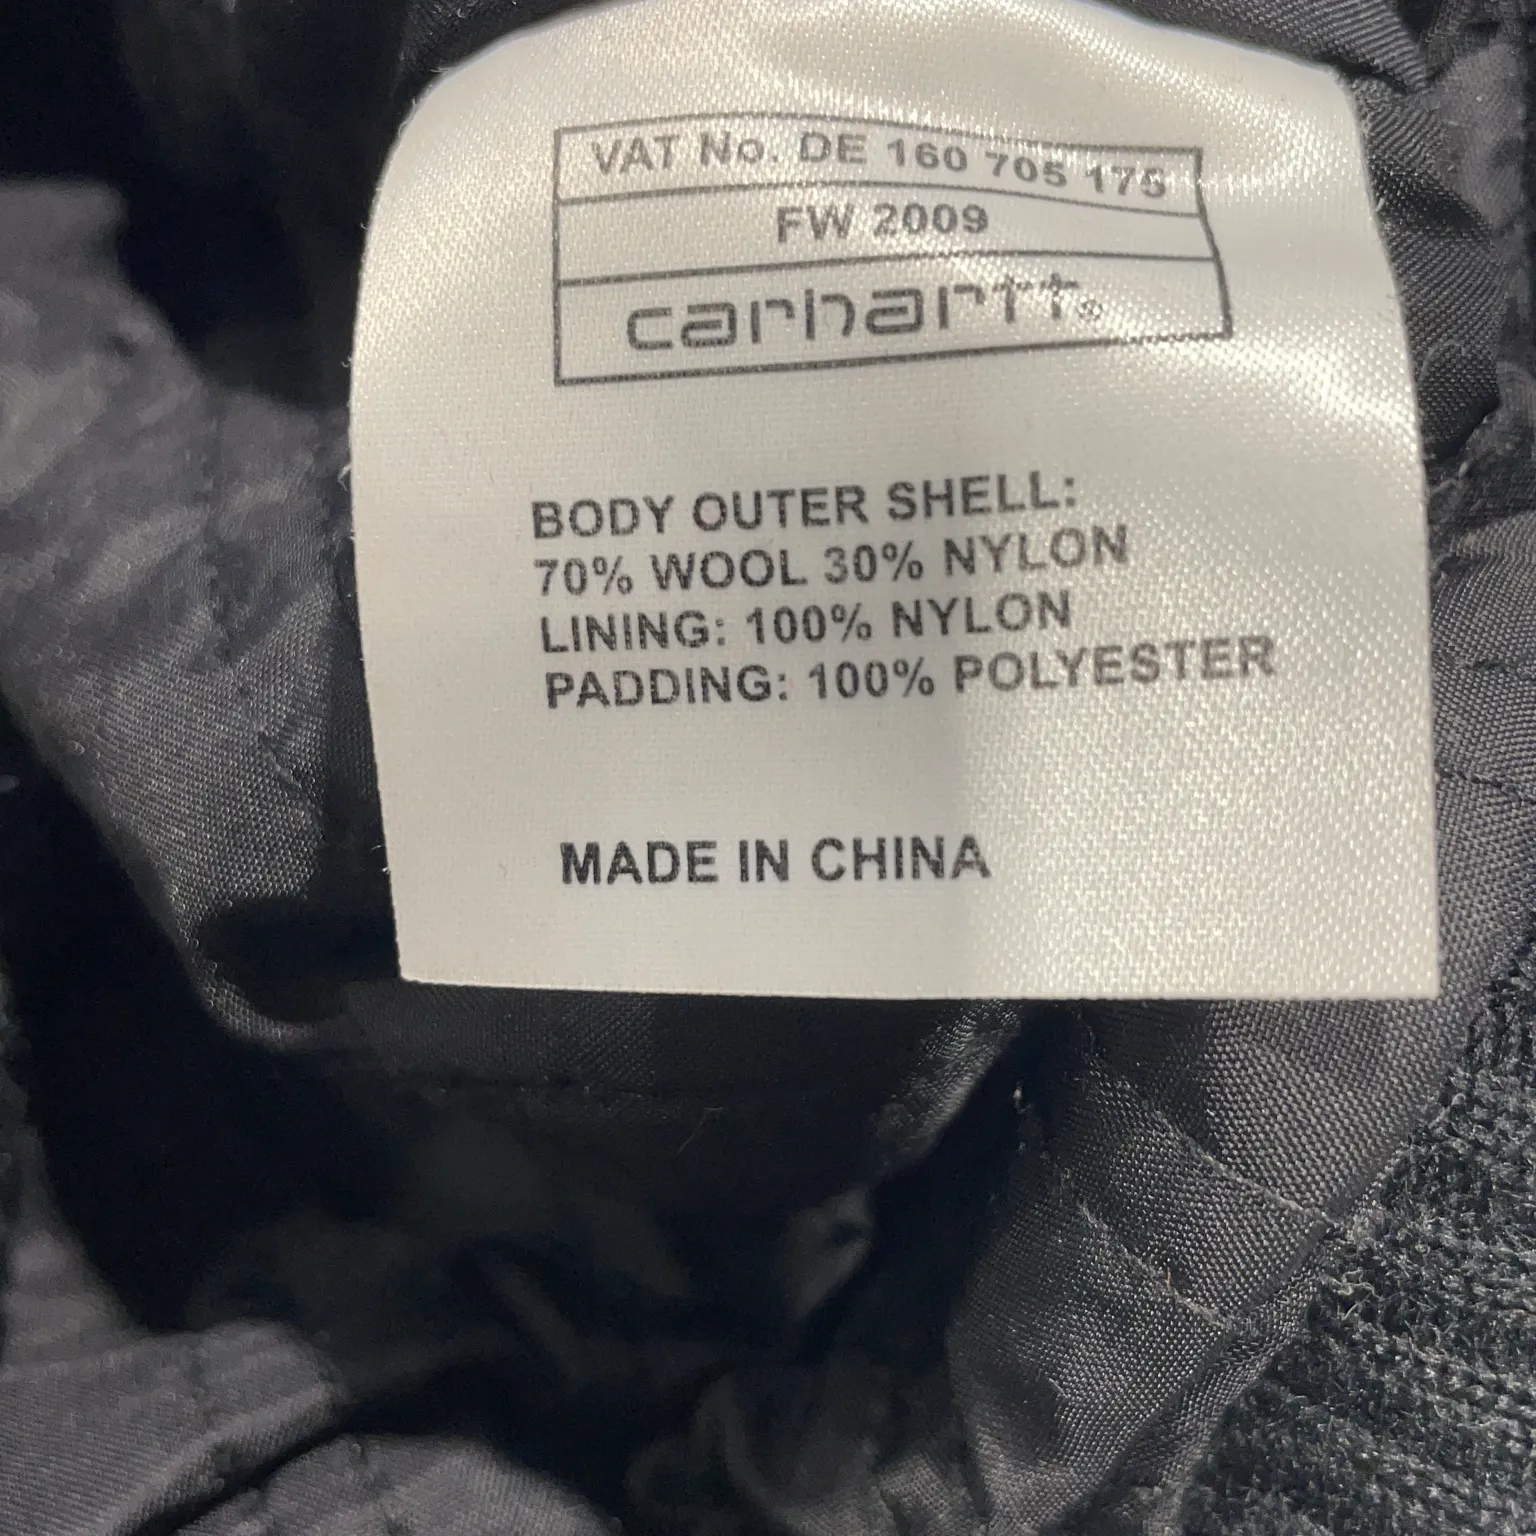 VAT No. DE 160 705 175
FW 2009
carhartt®
BODY OUTER SHELL:
70% WOOL 30% NYLON
LINING: 100% NYLON
PADDING: 100% POLYESTER
MADE IN CHINA